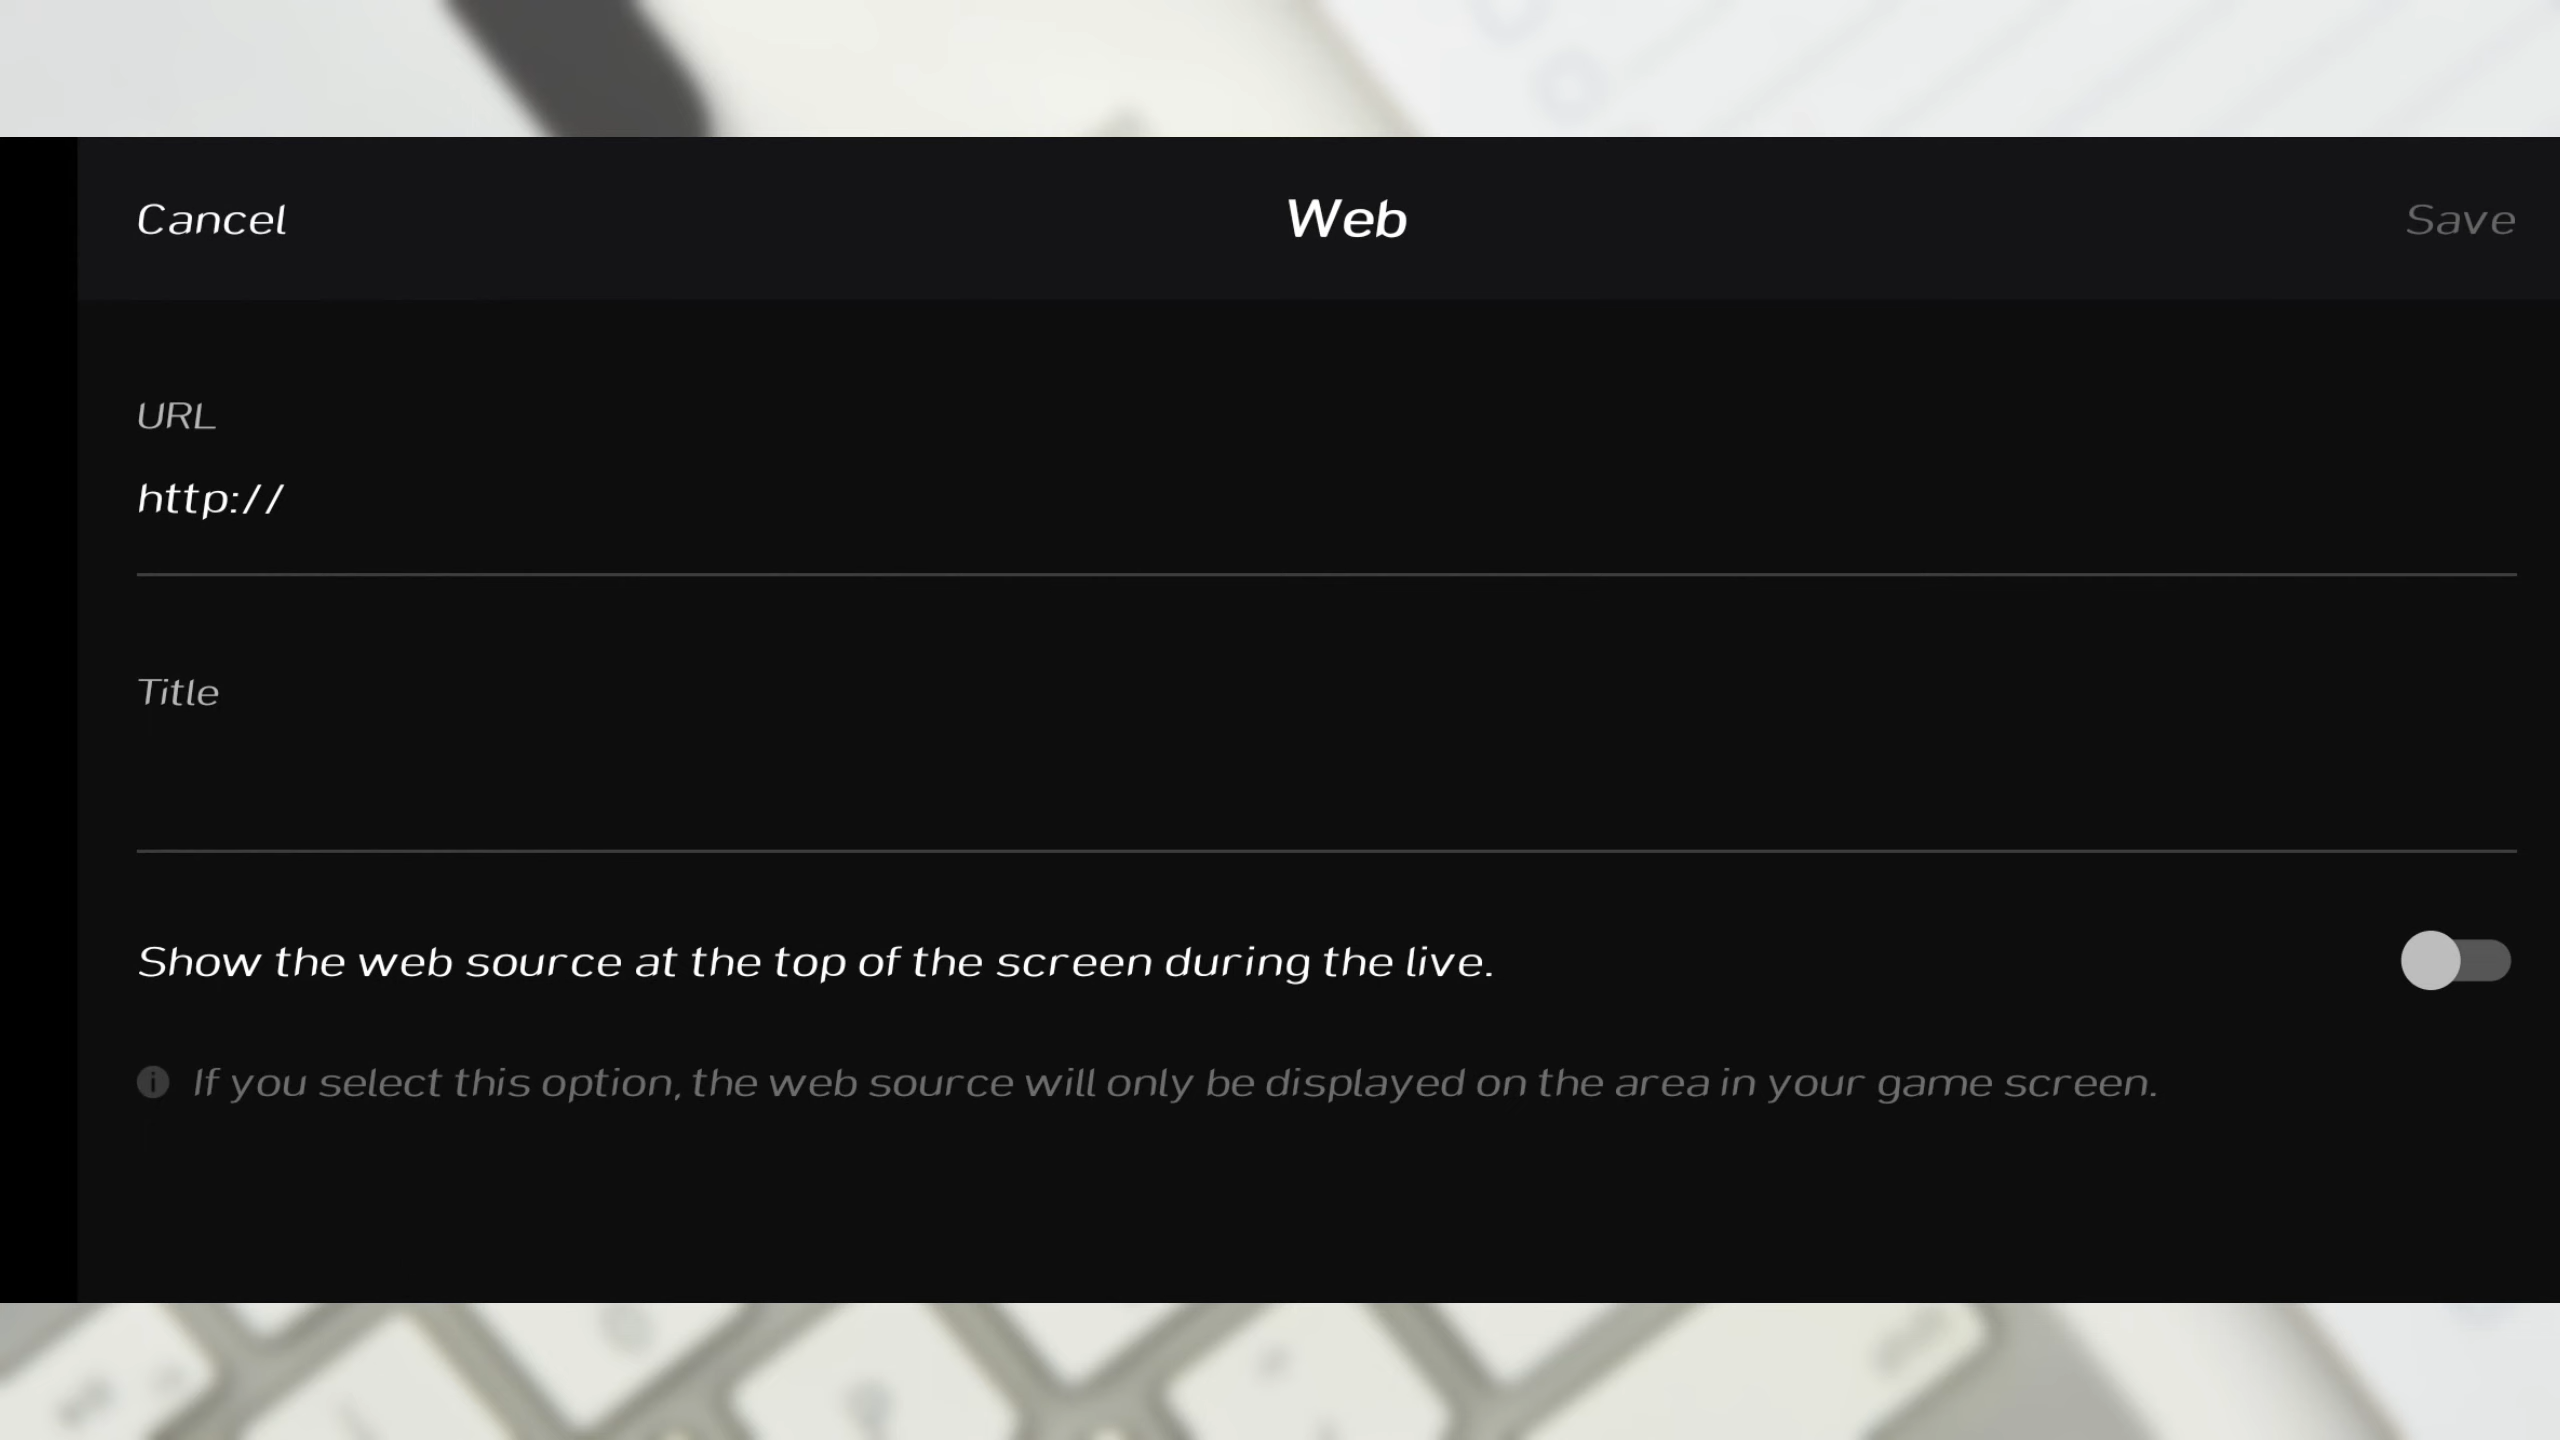 Cancel
Web
Save
URL
http://
Title
Show the web source at the top of the screen during the live.
If you select this option, the web source will only be displayed on the area in your game screen.